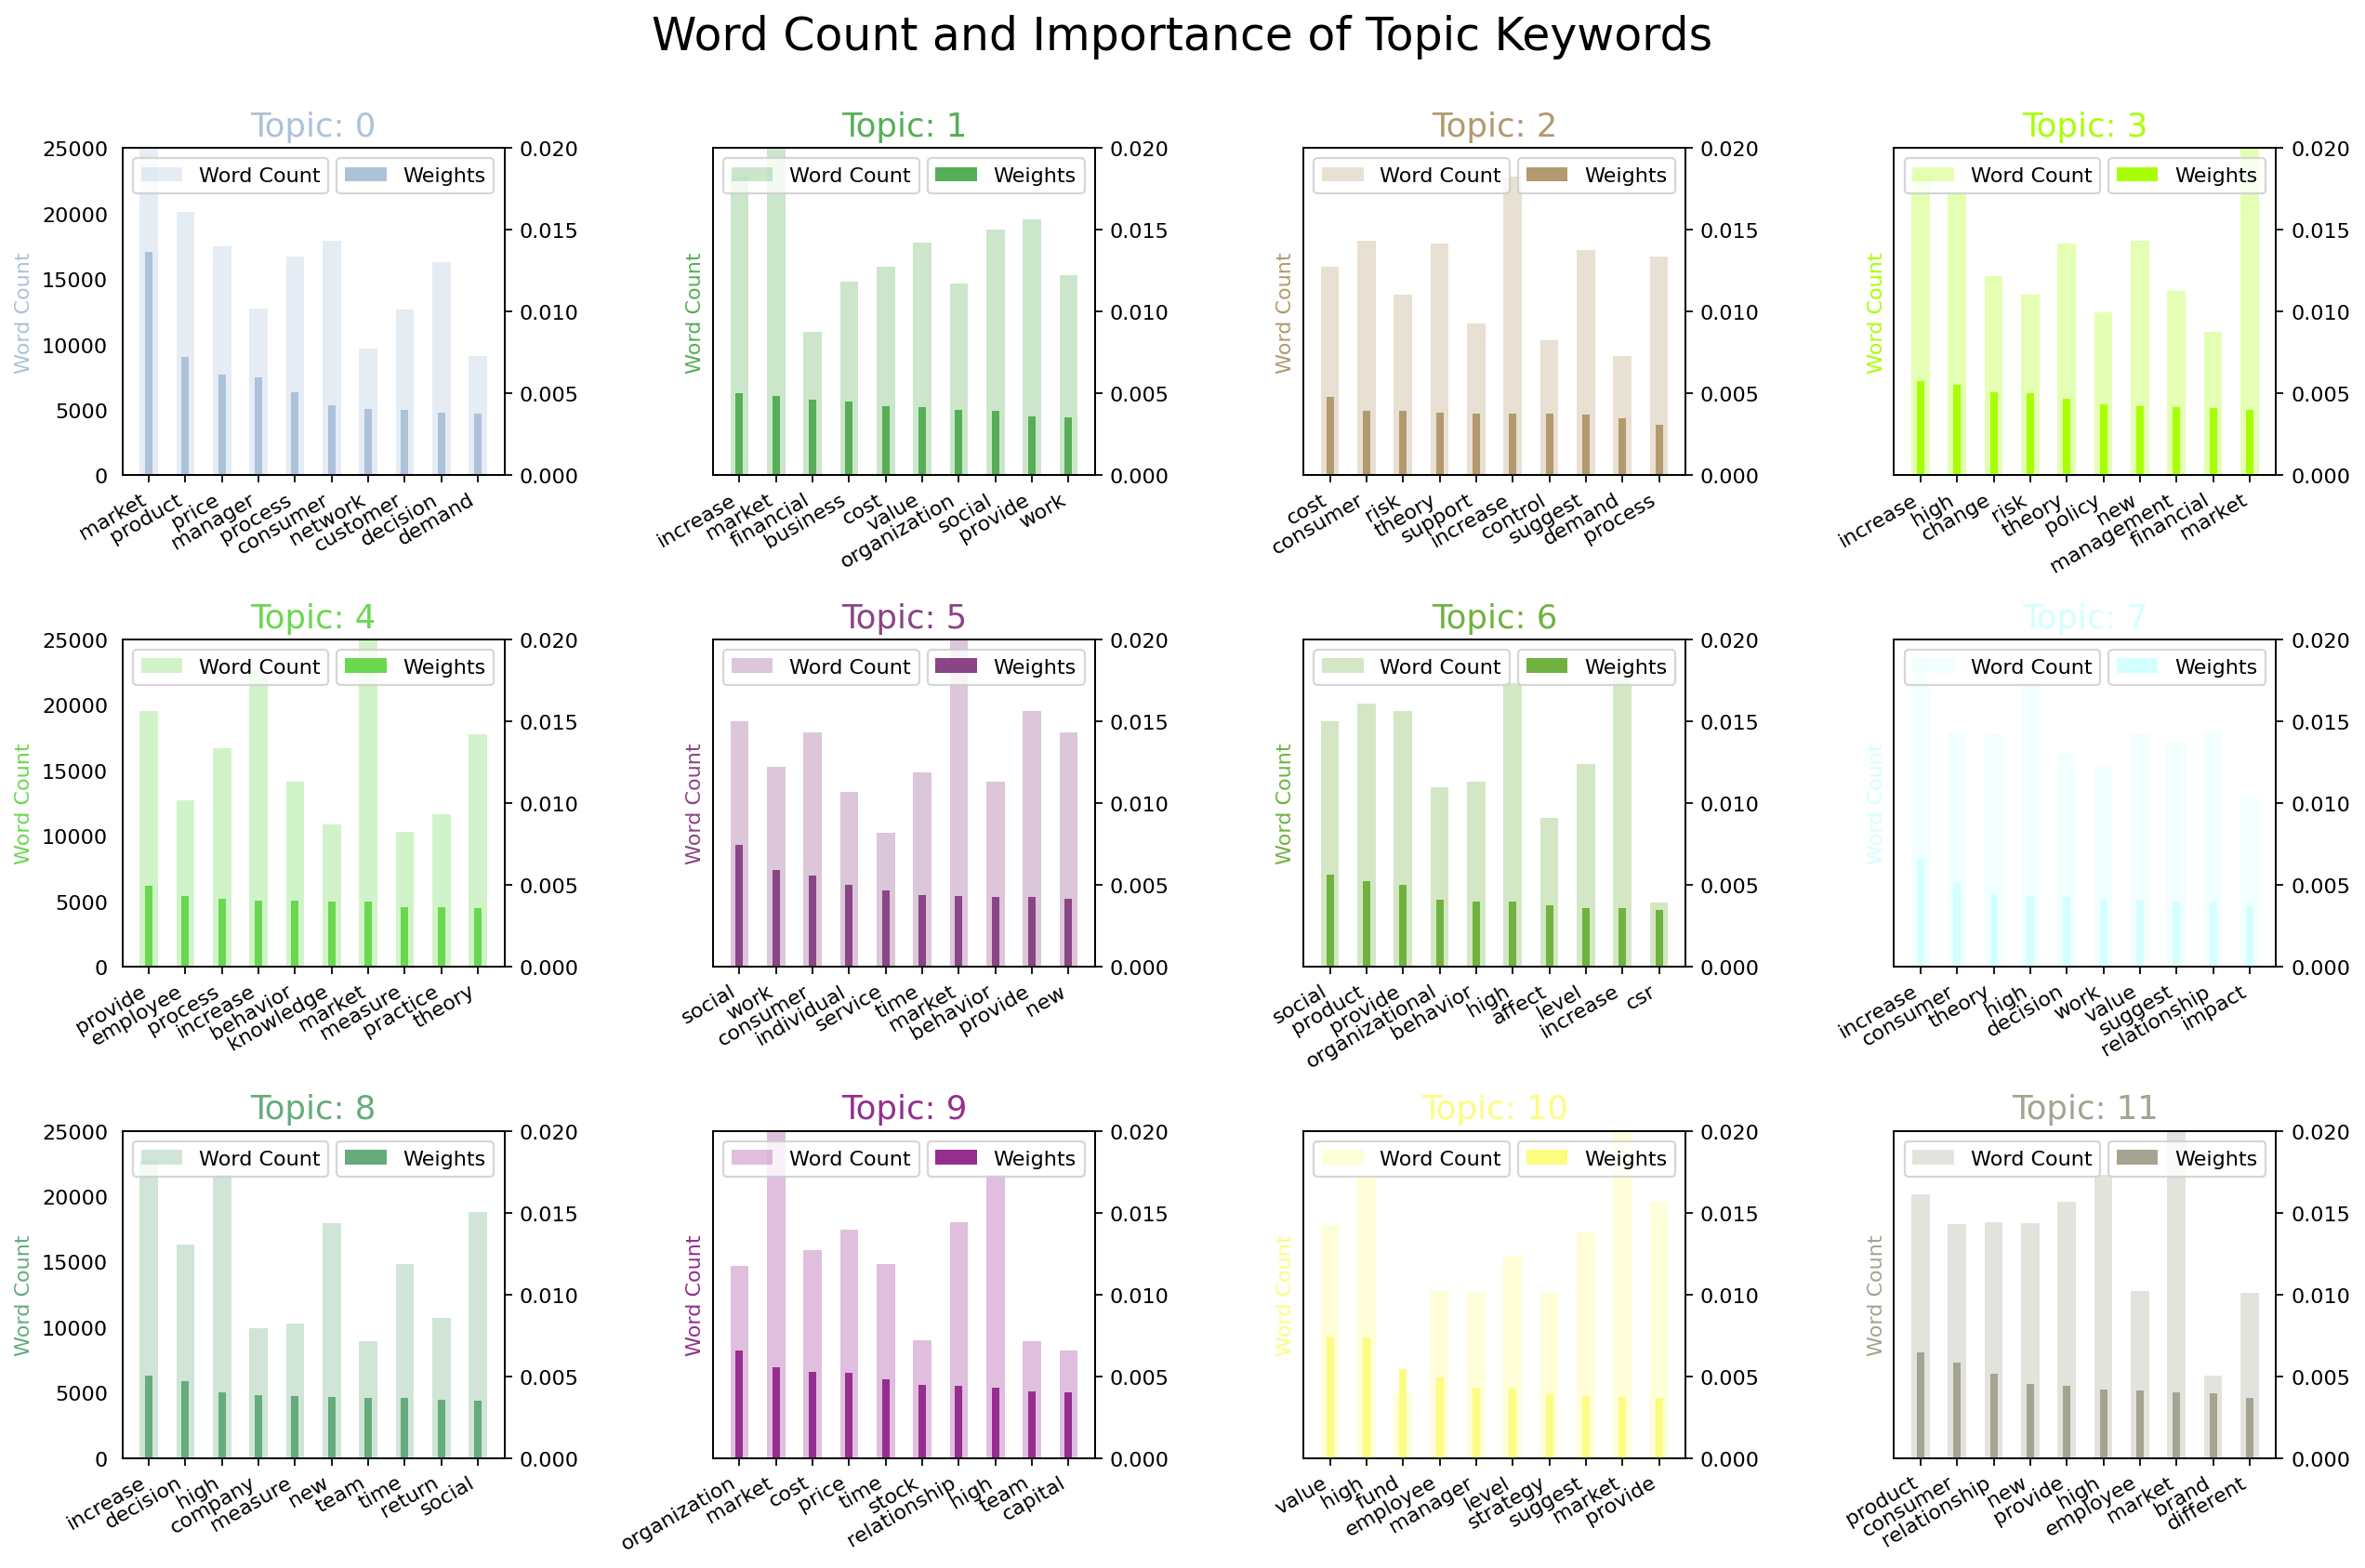 Word Count and Importance of Topic Keywords
Topic: 0
Word Count
Weights
Word Count
25000
20000
15000
10000
5000
0
0.020
0.015
0.010
0.005
0.000
market
product
price
manager
process
consumer
network
customer
decision
demand
Topic: 1
Word Count
Weights
Word Count
0.020
0.015
0.010
0.005
0.000
increase
market
financial
business
cost
value
organization
social
provide
work
Topic: 2
Word Count
Weights
Word Count
0.020
0.015
0.010
0.005
0.000
cost
consumer
risk
theory
support
increase
control
suggest
demand
process
Topic: 3
Word Count
Weights
Word Count
0.020
0.015
0.010
0.005
0.000
increase
high
change
risk
theory
policy
new
management
financial
market
Topic: 4
Word Count
Weights
Word Count
25000
20000
15000
10000
5000
0
0.020
0.015
0.010
0.005
0.000
provide
employee
process
increase
behavior
knowledge
market
measure
practice
theory
Topic: 5
Word Count
Weights
Word Count
0.020
0.015
0.010
0.005
0.000
social
work
consumer
individual
service
time
market
behavior
provide
new
Topic: 6
Word Count
Weights
Word Count
0.020
0.015
0.010
0.005
0.000
social
product
provide
organizational
behavior
high
affect
level
increase
csr
Topic: 7
Word Count
Weights
Word Count
0.020
0.015
0.010
0.005
0.000
increase
consumer
theory
high
decision
work
value
suggest
relationship
impact
Topic: 8
Word Count
Weights
Word Count
25000
20000
15000
10000
5000
0
0.020
0.015
0.010
0.005
0.000
increase
decision
high
company
measure
new
team
time
return
social
Topic: 9
Word Count
Weights
Word Count
0.020
0.015
0.010
0.005
0.000
organization
market
cost
price
time
stock
relationship
high
team
capital
Topic: 10
Word Count
Weights
Word Count
0.020
0.015
0.010
0.005
0.000
value
high
fund
employee
manager
level
strategy
suggest
market
provide
Topic: 11
Word Count
Weights
Word Count
0.020
0.015
0.010
0.005
0.000
product
consumer
relationship
new
provide
high
employee
market
brand
different